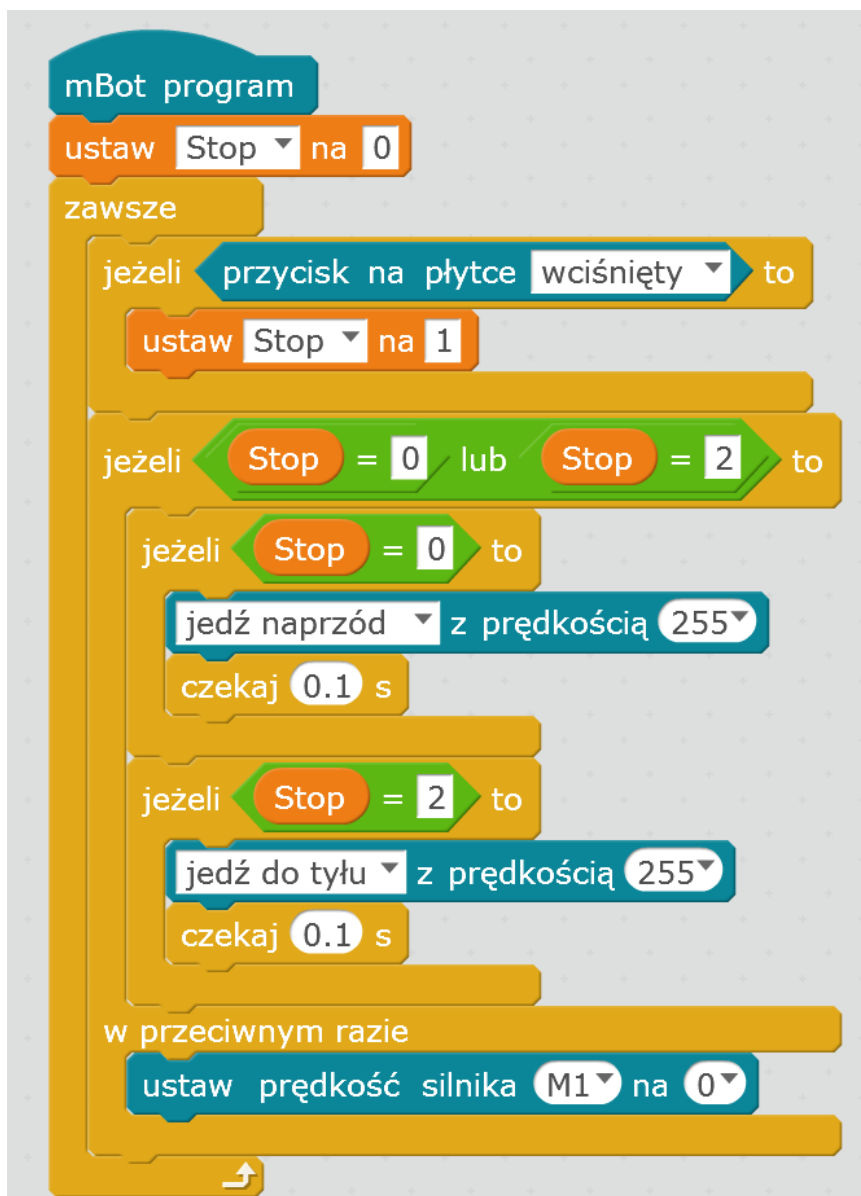 mBot program
ustaw Stop na 0
zawsze
jeżeli przycisk na płytce wciśnięty to
ustaw Stop na 1
jeżeli Stop = 0 lub Stop = 2 to
jeżeli Stop = 0 to
jedź naprzód z prędkością 255
czekaj 0.1 s
jeżeli Stop = 2 to
jedź do tyłu z prędkością 255
czekaj 0.1 s
w przeciwnym razie
ustaw prędkość silnika M1 na 0